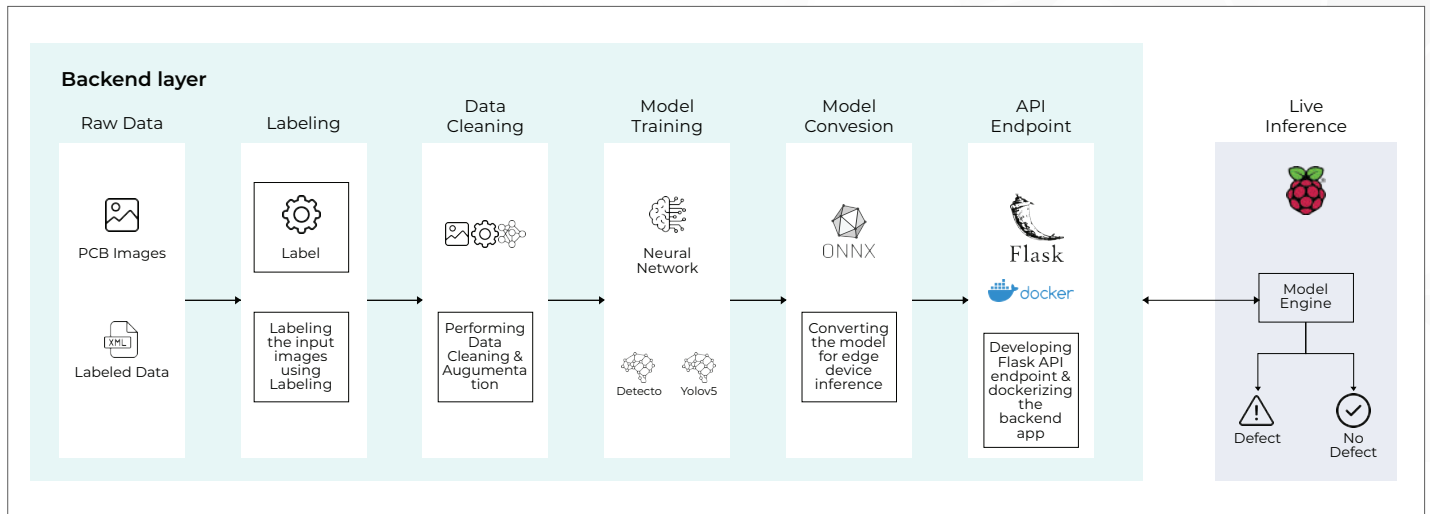 Backend layer
Raw Data
PCB Images
XML
Labeled Data
Labeling
Label
Labeling
the input
images
using
Labeling
Data
Cleaning
Performing
Data
Cleaning &
Augumenta
tion
Model
Training
Neural
Network
Detecto
Yolov5
Model
Convesion
ONNX
Converting
the model
for edge
device
inference
API
Endpoint
Flask
docker
Developing
Flask API
endpoint &
dockerizing
the
backend
app
Live
Inference
Model
Engine
Defect
No
Defect